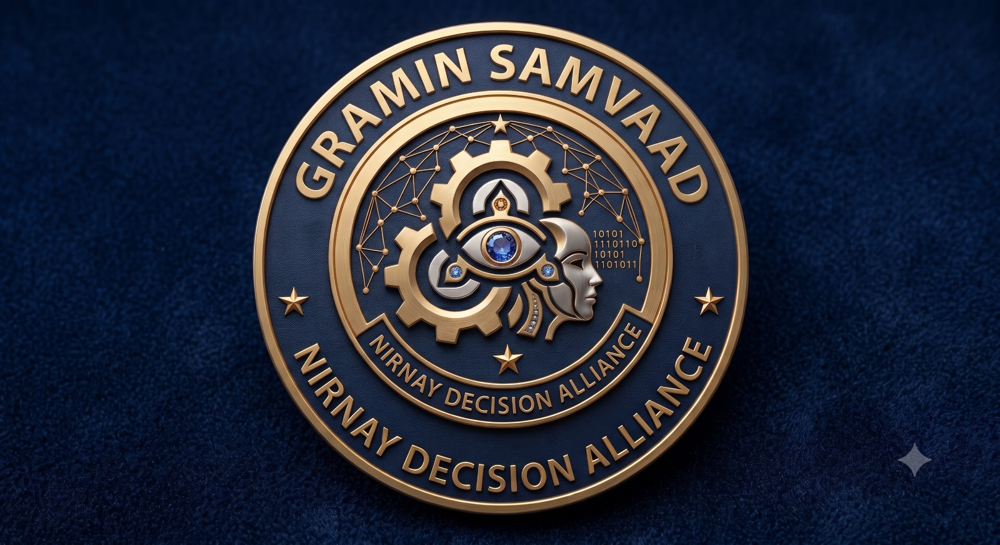 GRAMIN SAMVAAD
10101
1110110
10101
1101011
NIRNAY DECISION ALLIANCE
NIRNAY DECISION ALLIANCE